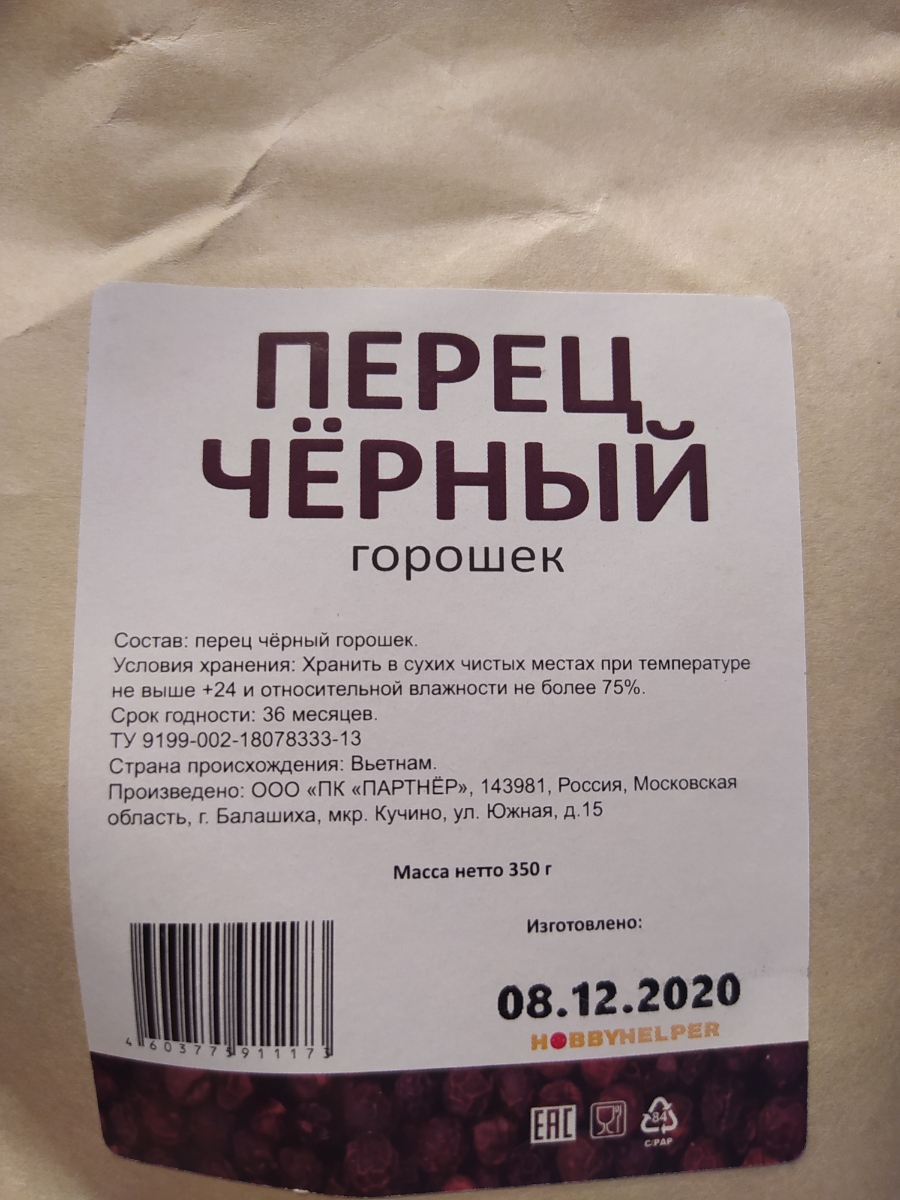 ПЕРЕЦ
ЧЁРНЫЙ
горошек
Состав: перец чёрный горошек.
Условия хранения: Хранить в сухих чистых местах при температуре
не выше +24 и относительной влажности не более 75%.
Срок годности: 36 месяцев.
ТУ 9199-002-18078333-13
Страна происхождения: Вьетнам.
Произведено: ООО «ПК «ПАРТНЁР», 143981, Россия, Московская
область, г. Балашиха, мкр. Кучино, ул. Южная, д.15
Масса нетто 350 г
Изготовлено:
08.12.2020
HOBBYHELPER
4603775911173
EAC
84
C/PAP